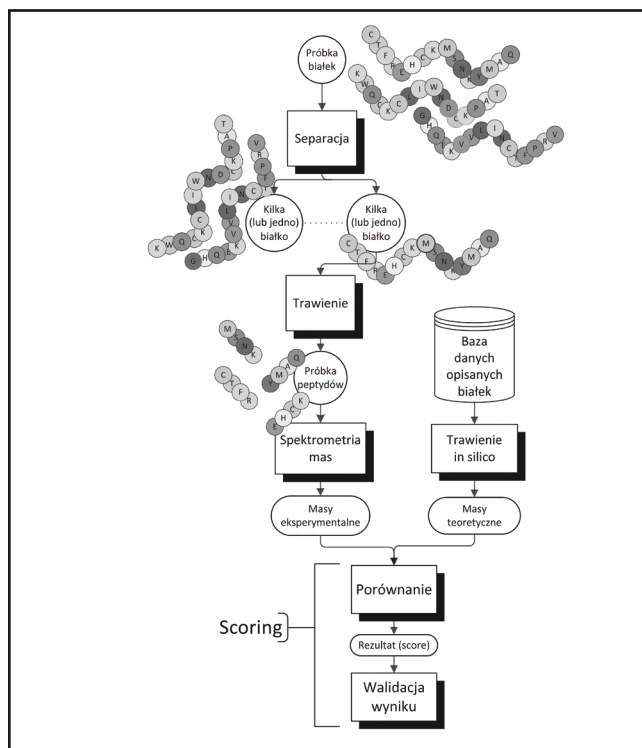 Próbka
białek
Separacja
Kilka
(lub jedno)
białko
Kilka
(lub jedno)
białko
Trawienie
Próbka
peptydów
Baza
danych
opisanych
białek
Spektrometria
mas
Trawienie
in silico
Masy
eksperymentalne
Masy
teoretyczne
Porównanie
Scoring
Rezultat (score)
Walidacja
wyniku